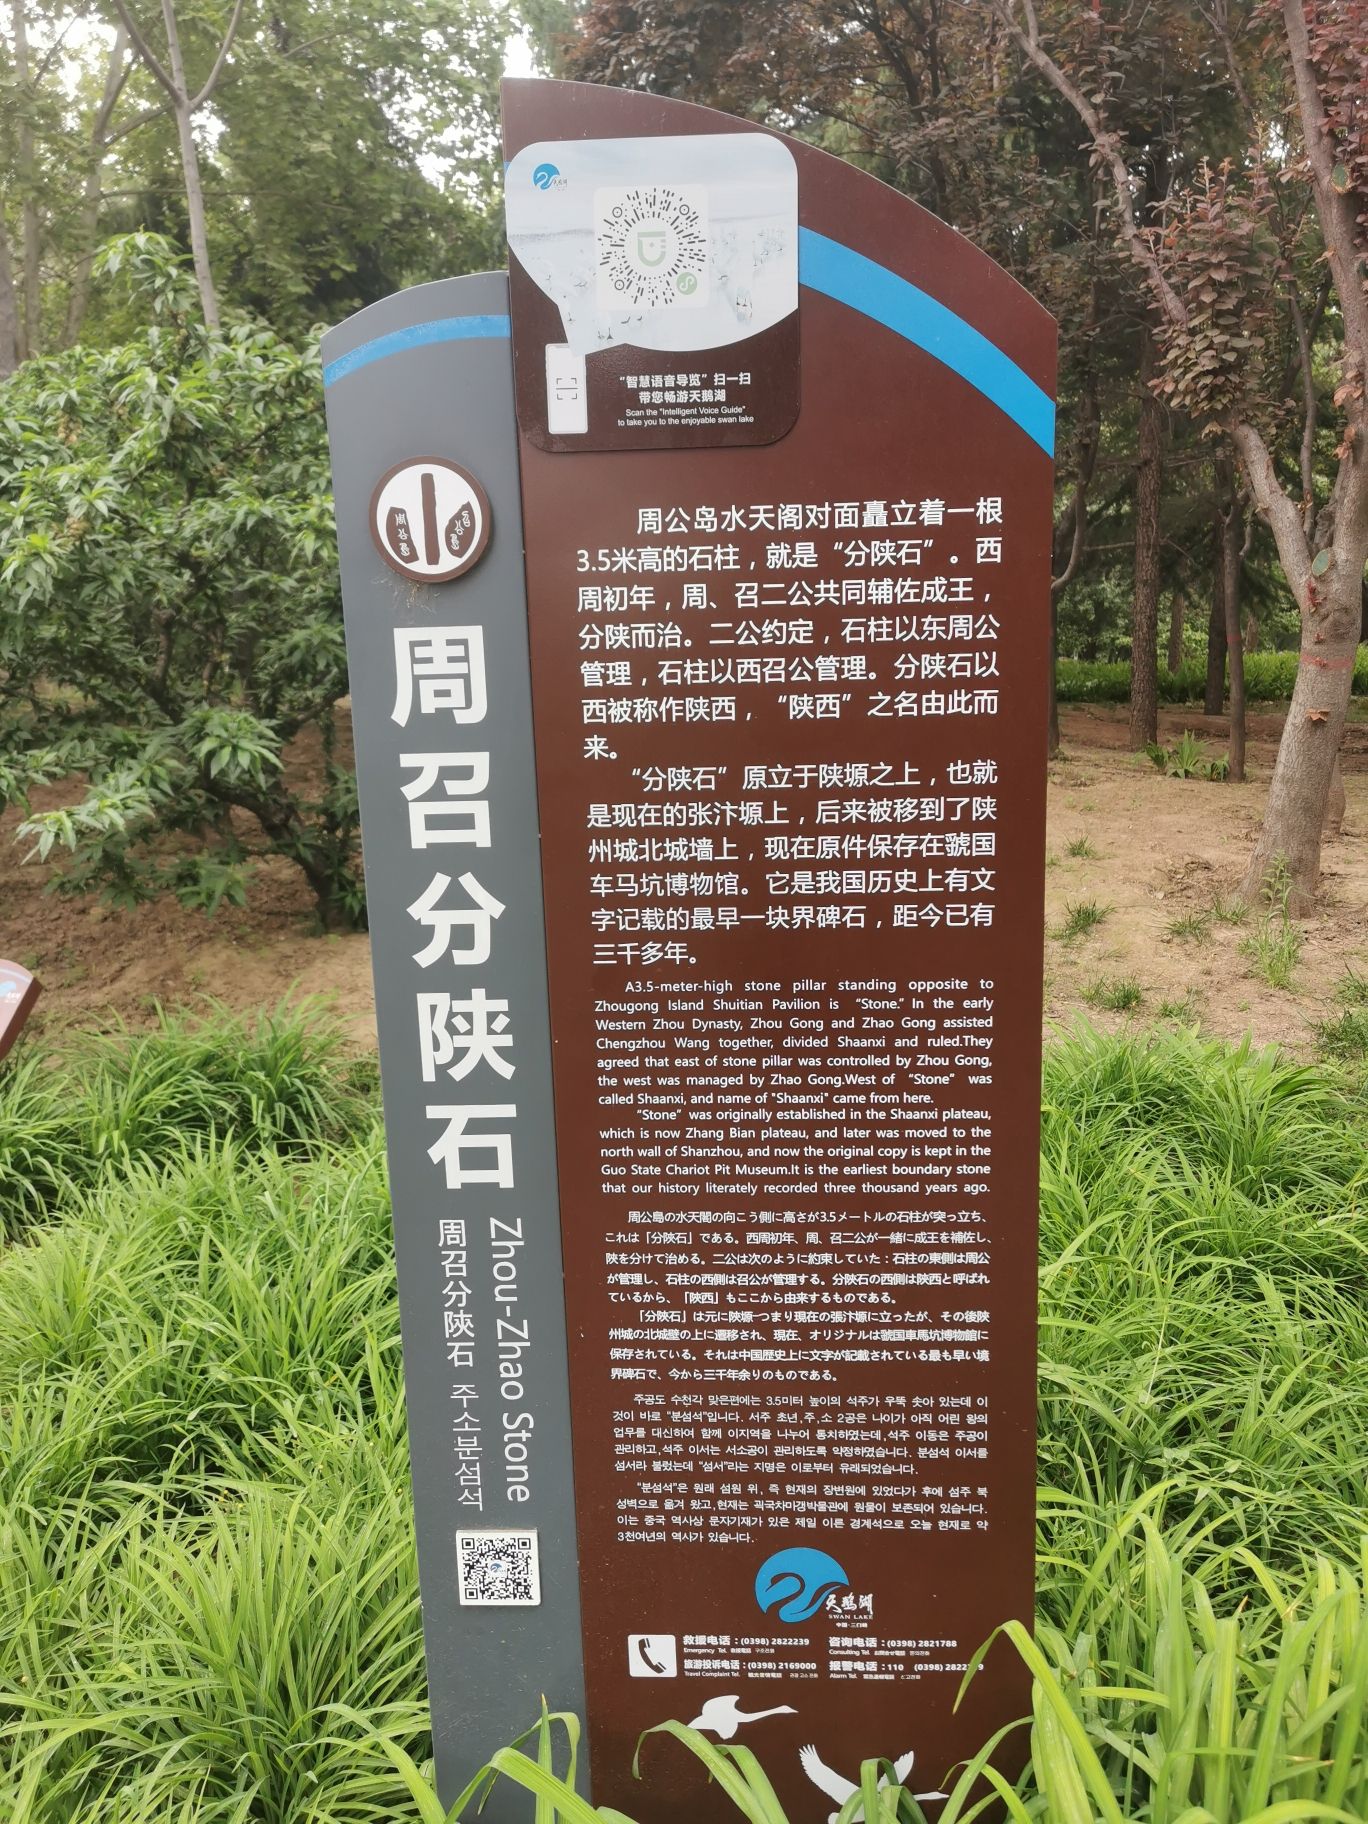 天鹅湖
“智慧语音导览”扫一扫
带您畅游天鹅湖
Scan the "Intelligent Voice Guide"
to take you to the enjoyable swan lake
周公岛水天阁对面矗立着一根
3.5米高的石柱，就是“分陕石”。西
周初年，周、召二公共同辅佐成王，
分陕而治。二公约定，石柱以东周公
管理，石柱以西召公管理。分陕石以
西被称作陕西，“陕西”之名由此而
来。
“分陕石”原立于陕塬之上，也就
是现在的张汴塬上，后来被移到了陕
州城北城墙上，现在原件保存在虢国
车马坑博物馆。它是我国历史上有文
字记载的最早一块界碑石，距今已有
三千多年。
A3.5-meter-high stone pillar standing opposite to
Zhougong Island Shuitian Pavilion is “Stone.” In the early
Western Zhou Dynasty, Zhou Gong and Zhao Gong assisted
Chengzhou Wang together, divided Shaanxi and ruled.They
agreed that east of stone pillar was controlled by Zhou Gong,
the west was managed by Zhao Gong.West of “Stone” was
called Shaanxi, and name of "Shaanxi" came from here.
“Stone” was originally established in the Shaanxi plateau,
which is now Zhang Bian plateau, and later was moved to the
north wall of Shanzhou, and now the original copy is kept in the
Guo State Chariot Pit Museum.It is the earliest boundary stone
that our history literately recorded three thousand years ago.
周公島の水天閣の向こう側に高さが3.5メートルの石柱が突っ立ち、
これは「分陝石」である。西周初年、周、召二公が一緒に成王を補佐し、
陝を分けて治める。二公は次のように約束していた：石柱の東側は周公
が管理し、石柱の西側は召公が管理する。分陝石の西側は陝西と呼ばれ
ているから、「陝西」もここから由来するものである。
「分陝石」は元に陝塬つまり現在の張汴塬に立ったが、その後陝
州城の北城壁の上に遷移され、現在、オリジナルは虢国車馬坑博物館に
保存されている。それは中国歴史上に文字が記載されている最も早い境
界碑石で、今から三千年余りのものである。
주공도 수천각 맞은편에는 3.5미터 높이의 석주가 우뚝 솟아 있는데 이
것이 바로 "분섬석"입니다. 서주 초년,주,소 2공은 나이가 아직 어린 왕의
업무를 대신하여 함께 이지역을 나누어 통치하였는데,석주 이동은 주공이
관리하고,석주 이서는 서소공이 관리하도록 약정하였습니다. 분섬석 이서를
섬서라 불렀는데 "섬서"라는 지명은 이로부터 유래되었습니다.
"분섬석"은 원래 섬원 위, 즉 현재의 장변원에 있었다가 후에 섬주 북
성벽으로 옮겨 왔고,현재는 괵국차마갱박물관에 원물이 보존되어 있습니다.
이는 중국 역사상 문자기재가 있은 제일 이른 경계석으로 오늘 현재로 약
3천여년의 역사가 있습니다.
天鹅湖
SWAN LAKE
中国·三门峡
救援电话：(0398) 2822239
Emergency Tel.
咨询电话：(0398) 2821788
Consulting Tel.
旅游投诉电话：(0398) 2169000
Travel Complaint Tel.
报警电话：110
Alarm Tel.
周召分陕石
Zhou-Zhao Stone
周召分陝石 주소분섬석